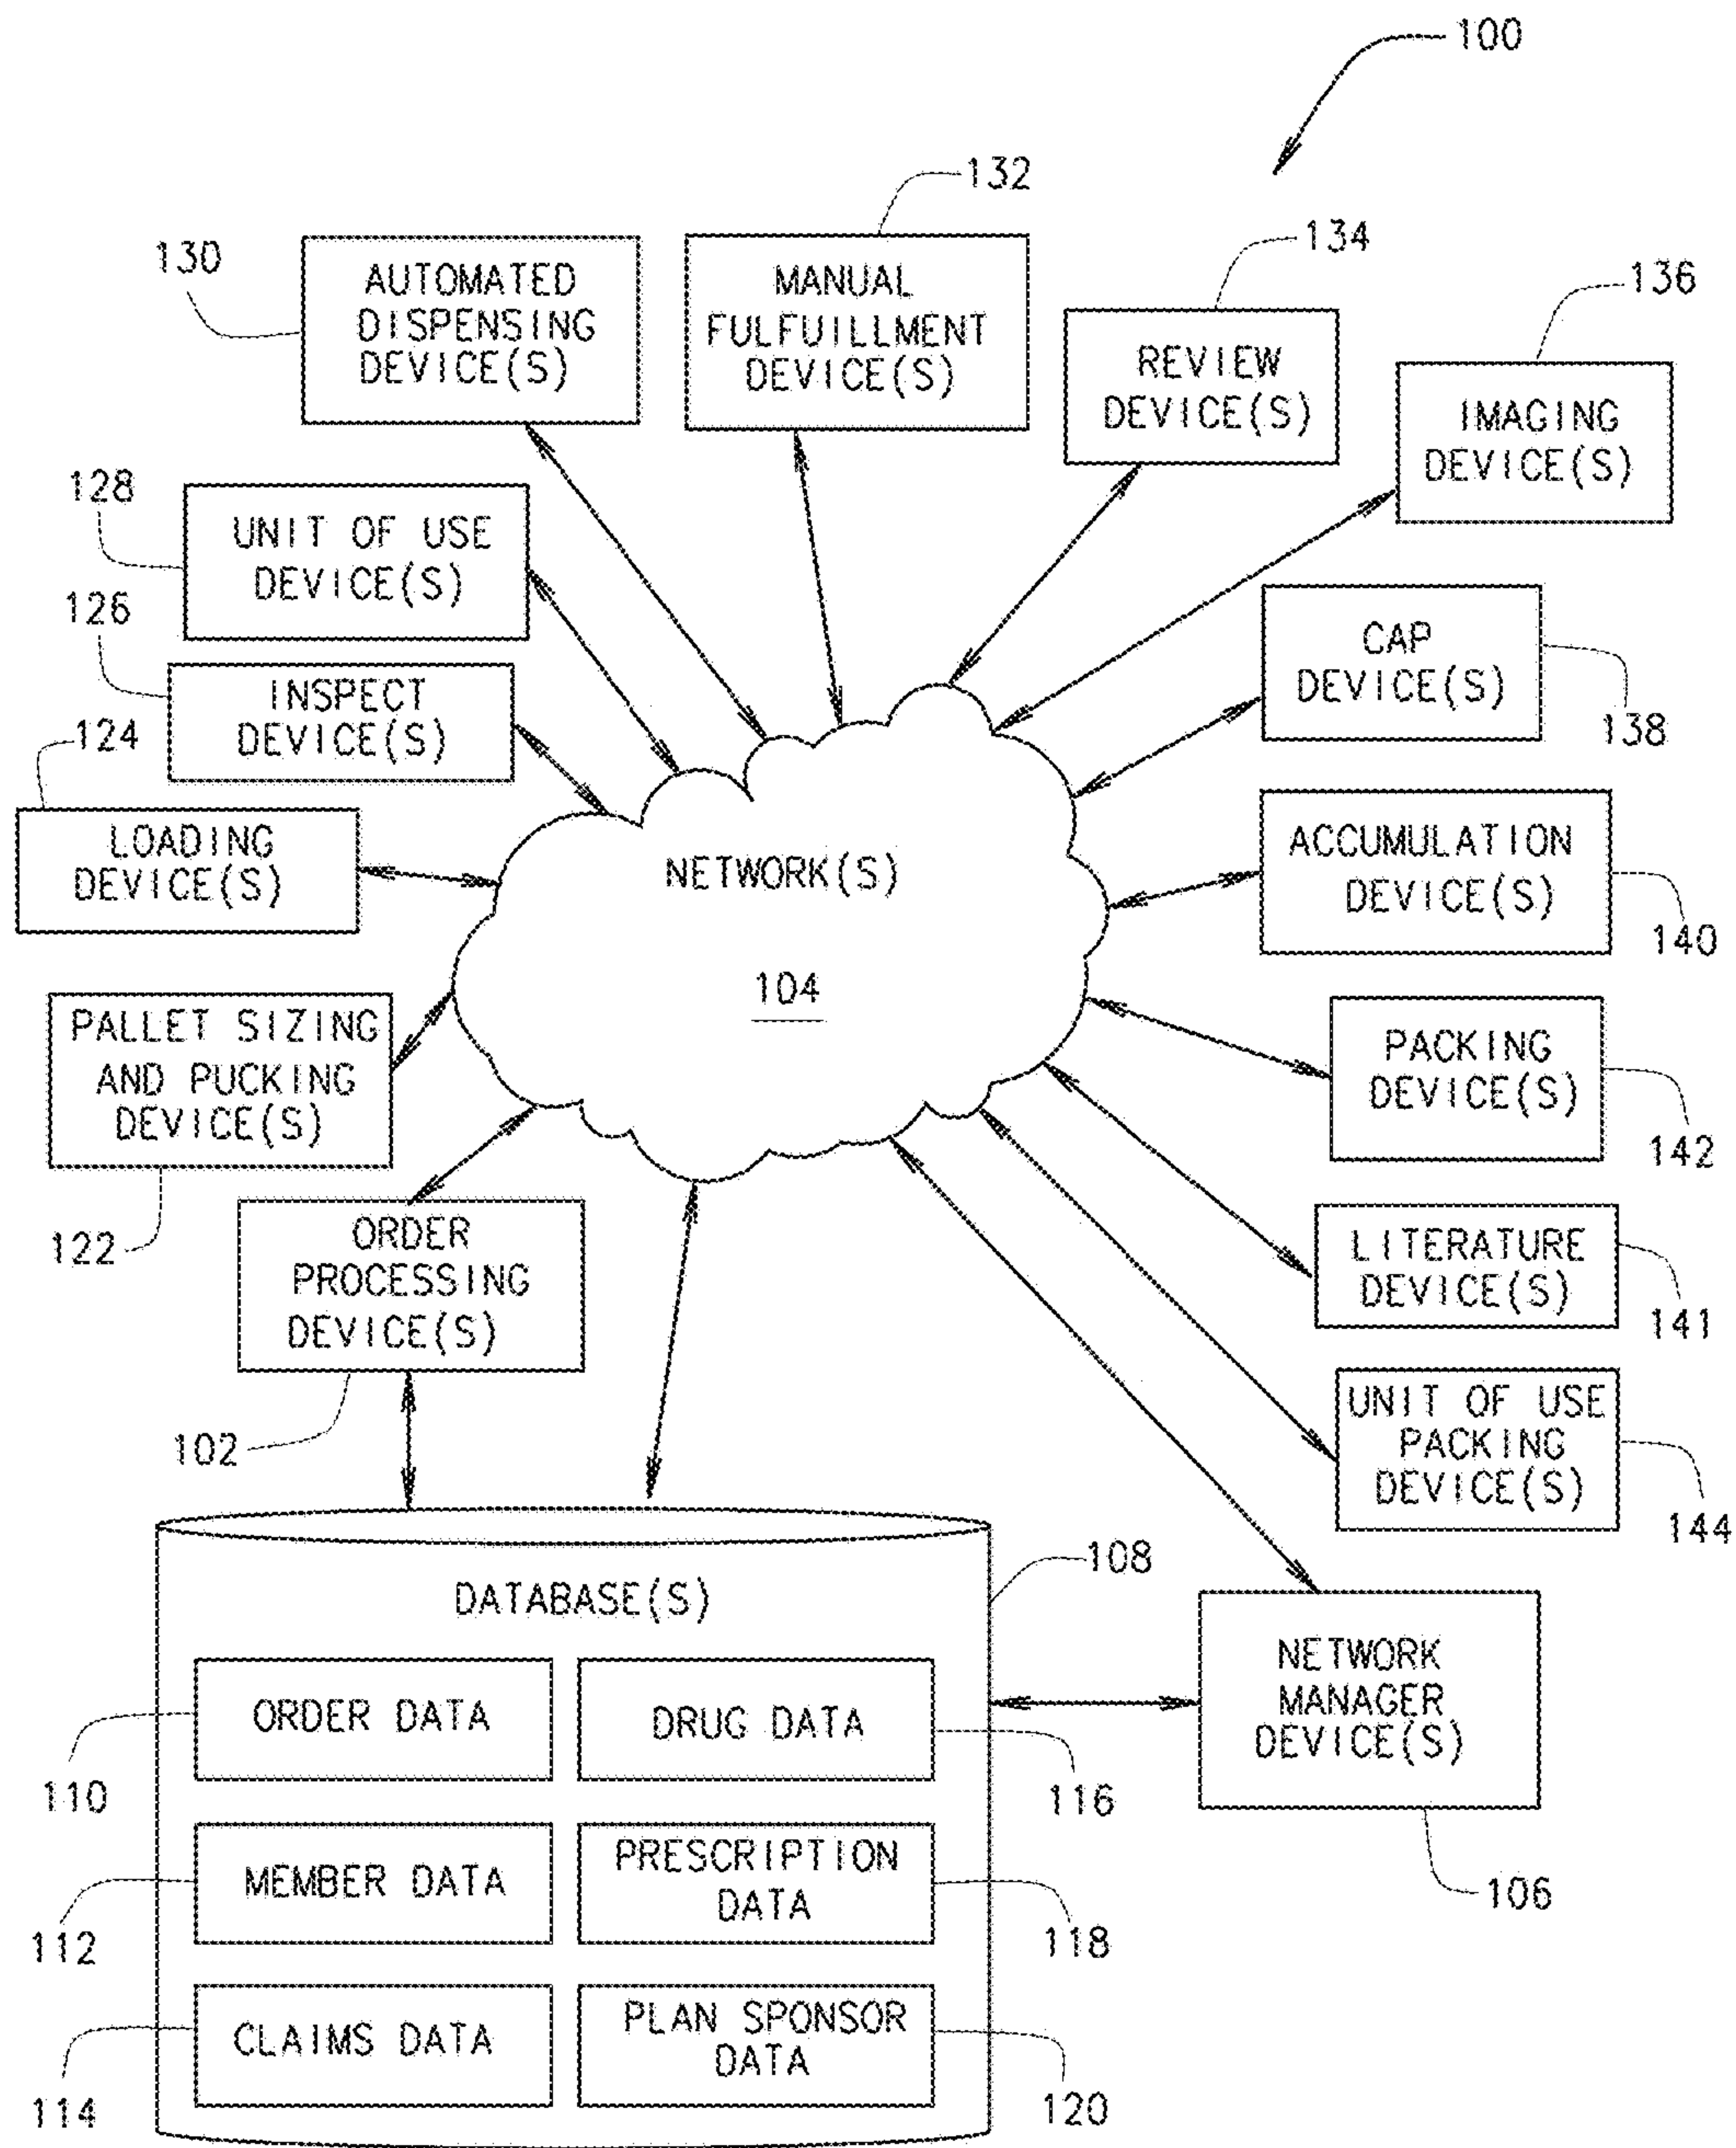 100
132
130
AUTOMATED
DISPENSING
DEVICE(S)
MANUAL
FULFUILLMENT
DEVICE(S)
134
REVIEW
DEVICE(S)
136
IMAGING
DEVICE(S)
128
UNIT OF USE
DEVICE(S)
126
INSPECT
DEVICE(S)
CAP
DEVICE(S)
138
124
LOADING
DEVICE(S)
NETWORK(S)
104
ACCUMULATION
DEVICE(S)
140
PALLET SIZING
AND PUCKING
DEVICE(S)
122
PACKING
DEVICE(S)
142
ORDER
PROCESSING
DEVICE(S)
102
LITERATURE
DEVICE(S)
141
UNIT OF USE
PACKING
DEVICE(S)
144
108
DATABASE(S)
ORDER DATA
110
DRUG DATA
116
NETWORK
MANAGER
DEVICE(S)
106
MEMBER DATA
112
PRESCRIPTION
DATA
118
CLAIMS DATA
114
PLAN SPONSOR
DATA
120